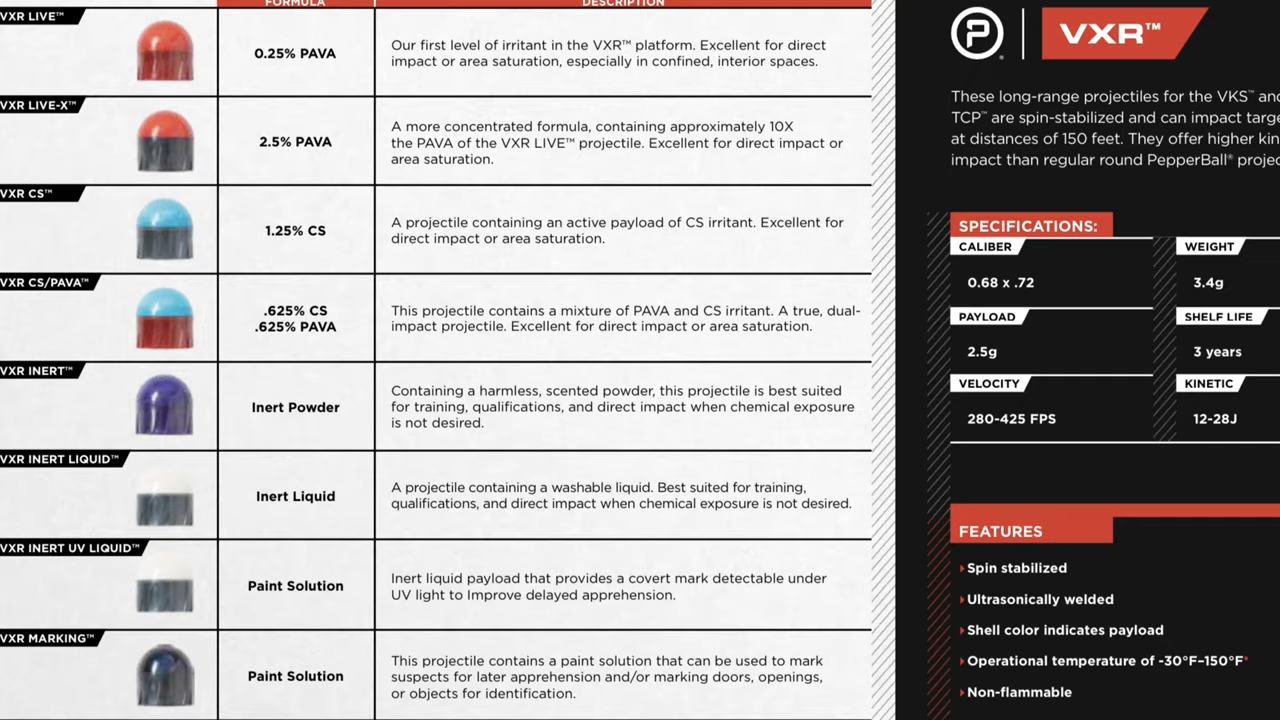 FORMULA
DESCRIPTION
VXR LIVE™
0.25% PAVA
Our first level of irritant in the VXR™ platform. Excellent for direct
impact or area saturation, especially in confined, interior spaces.
VXR LIVE-X™
2.5% PAVA
A more concentrated formula, containing approximately 10X
the PAVA of the VXR LIVE™ projectile. Excellent for direct impact or
area saturation.
VXR CS™
1.25% CS
A projectile containing an active payload of CS irritant. Excellent for
direct impact or area saturation.
VXR CS/PAVA™
.625% CS
.625% PAVA
This projectile contains a mixture of PAVA and CS irritant. A true, dual-
impact projectile. Excellent for direct impact or area saturation.
VXR INERT™
Inert Powder
Containing a harmless, scented powder, this projectile is best suited
for training, qualifications, and direct impact when chemical exposure
is not desired.
VXR INERT LIQUID™
Inert Liquid
A projectile containing a washable liquid. Best suited for training,
qualifications, and direct impact when chemical exposure is not desired.
VXR INERT UV LIQUID™
Paint Solution
Inert liquid payload that provides a covert mark detectable under
UV light to Improve delayed apprehension.
VXR MARKING™
Paint Solution
This projectile contains a paint solution that can be used to mark
suspects for later apprehension and/or marking doors, openings,
or objects for identification.
P®
VXR™
These long-range projectiles for the VKS™ and
TCP™ are spin-stabilized and can impact targe
at distances of 150 feet. They offer higher kin
impact than regular round PepperBall® projec
SPECIFICATIONS:
CALIBER
0.68 x .72
WEIGHT
3.4g
PAYLOAD
2.5g
SHELF LIFE
3 years
VELOCITY
280-425 FPS
KINETIC
12-28J
FEATURES
Spin stabilized
Ultrasonically welded
Shell color indicates payload
Operational temperature of -30°F–150°F*
Non-flammable